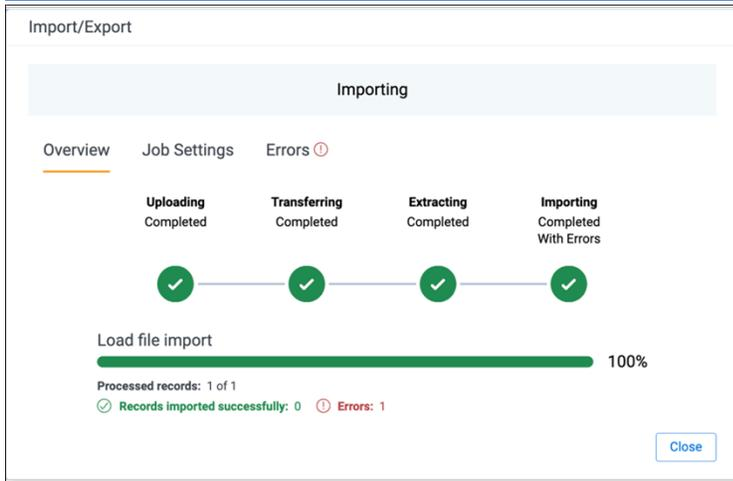 Import/Export
Importing
Overview Job Settings Errors
Uploading Transferring Extracting Importing
Completed Completed Completed Completed
With Errors
Load file import
100%
Processed records: 1 of 1
Records imported successfully: 0 Errors: 1
Close